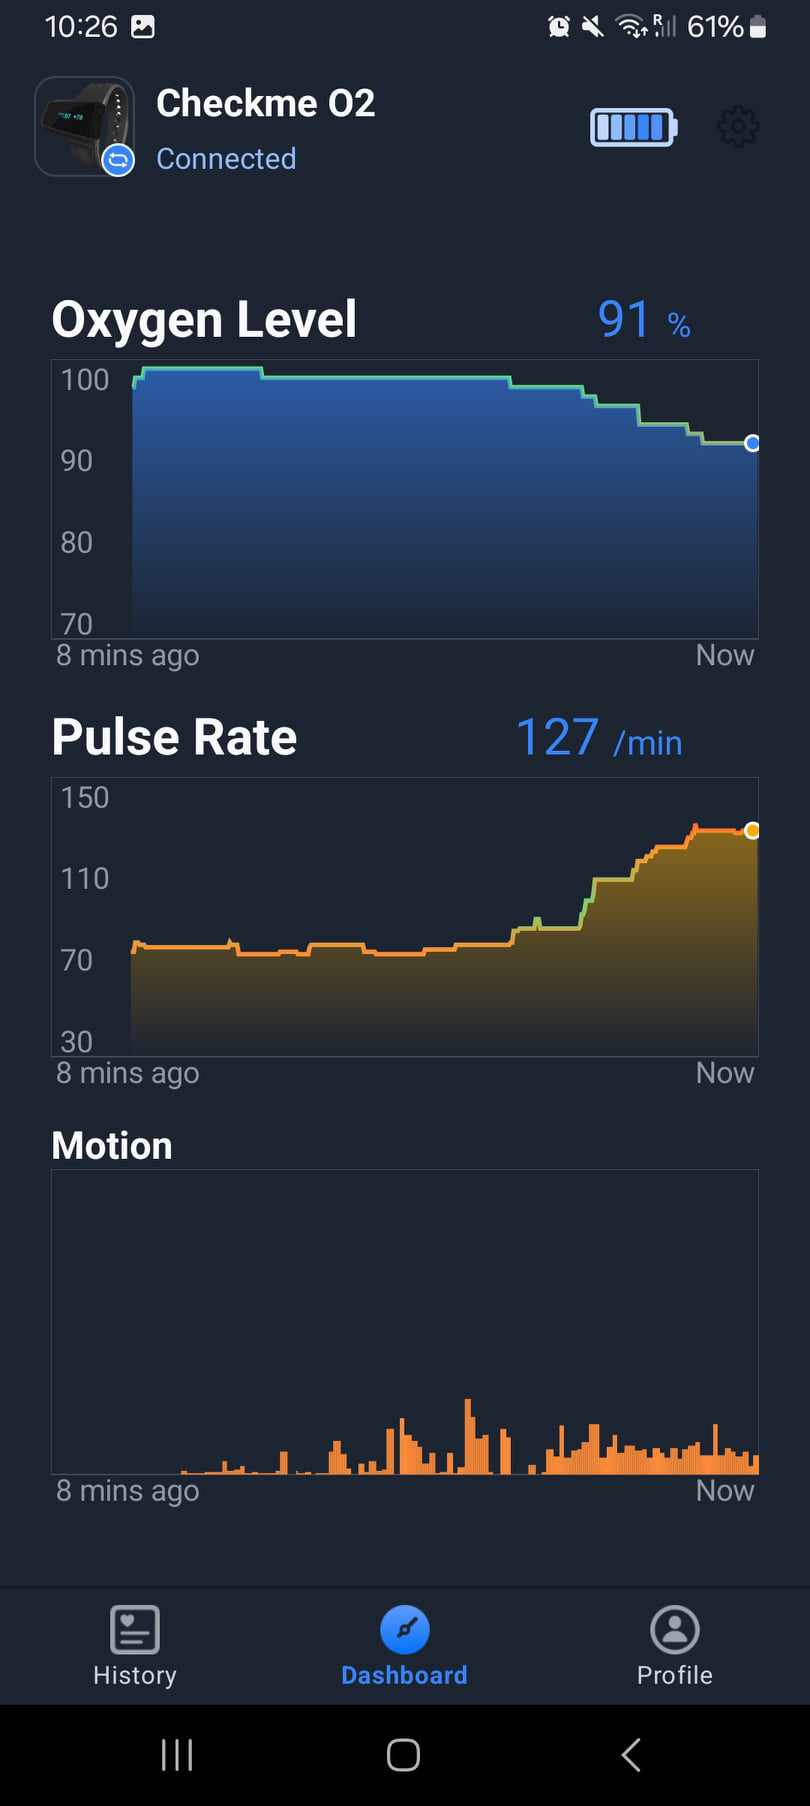 10:26 R 61%
Checkme O2
Connected
Oxygen Level 91 %
100
90
80
70
8 mins ago Now
Pulse Rate 127 /min
150
110
70
30
8 mins ago Now
Motion
8 mins ago Now
History Dashboard Profile